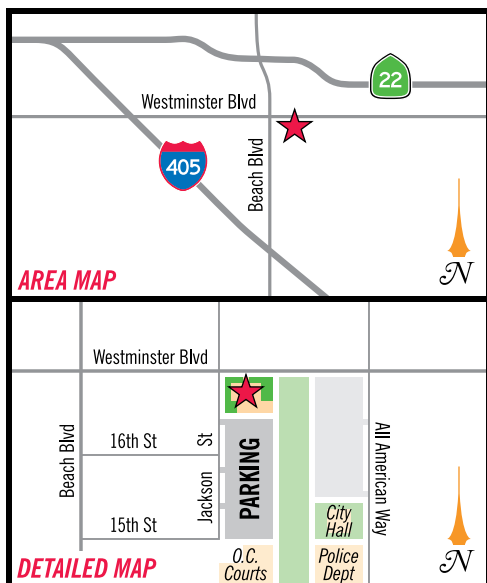 22
Westminster Blvd
405
Beach Blvd
AREA MAP
N
Westminster Blvd
Beach Blvd
16th St
Jackson St
PARKING
All American Way
15th St
City
Hall
O.C.
Courts
Police
Dept
DETAILED MAP
N